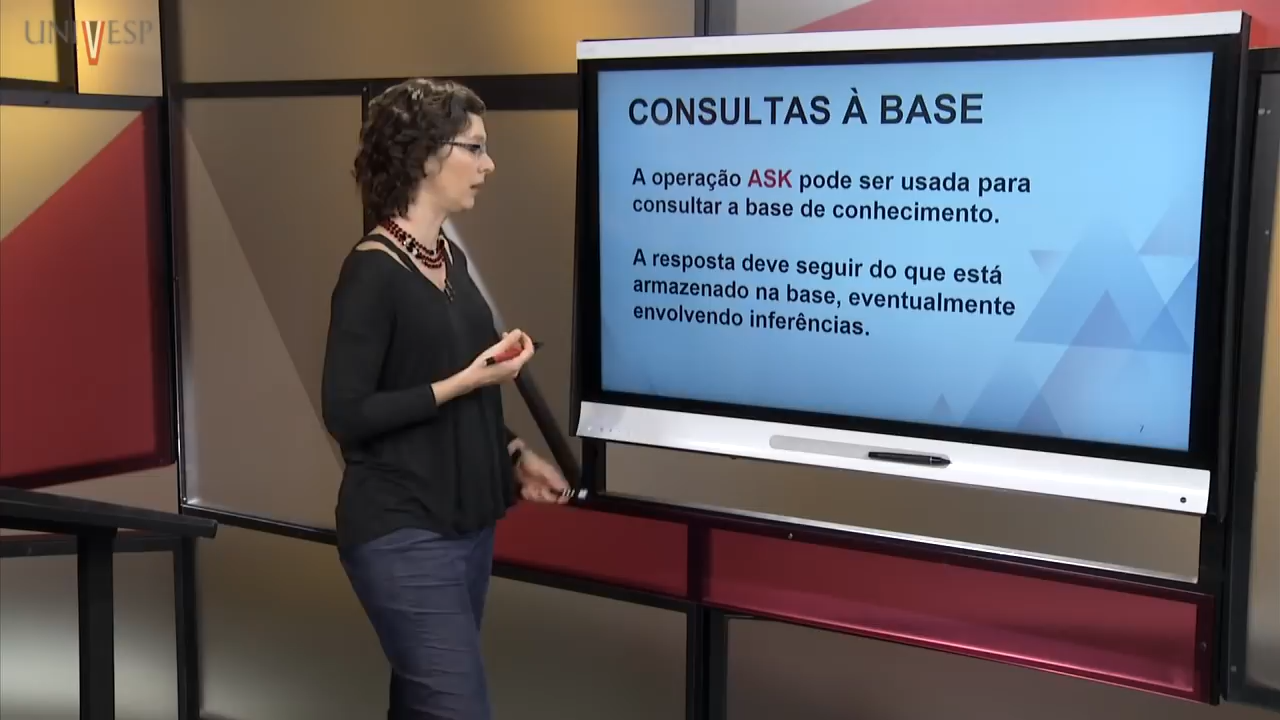 UNIVESP
CONSULTAS À BASE
A operação ASK pode ser usada para
consultar a base de conhecimento.
A resposta deve seguir do que está
armazenado na base, eventualmente
envolvendo inferências.
7